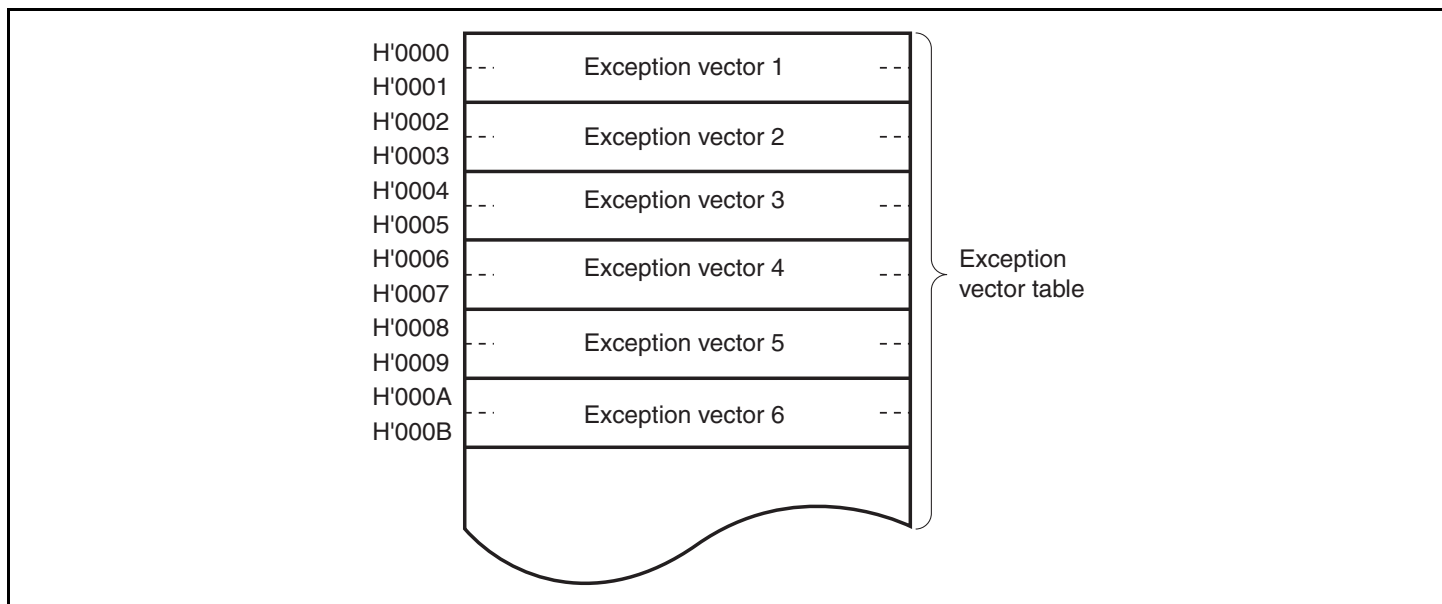 H'0000
Exception vector 1
H'0001
H'0002
Exception vector 2
H'0003
H'0004
Exception vector 3
H'0005
H'0006
Exception vector 4
H'0007
H'0008
Exception vector 5
H'0009
H'000A
Exception vector 6
H'000B
Exception
vector table